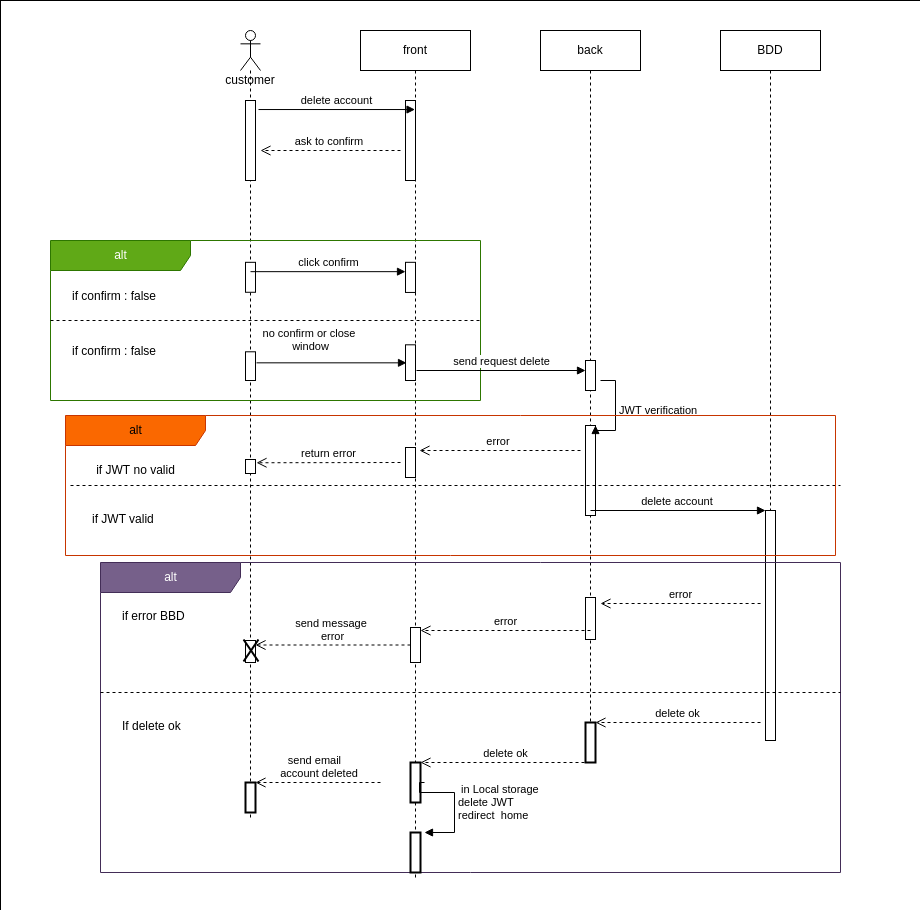 customer
front
back
BDD
delete account
ask to confirm
alt
click confirm
if confirm : false
no confirm or close
window
if confirm : false
send request delete
JWT verification
alt
error
return error
if JWT no valid
delete account
if JWT valid
alt
error
if error BBD
send message
error
error
delete ok
If delete ok
delete ok
send email
account deleted
in Local storage
delete JWT
redirect home